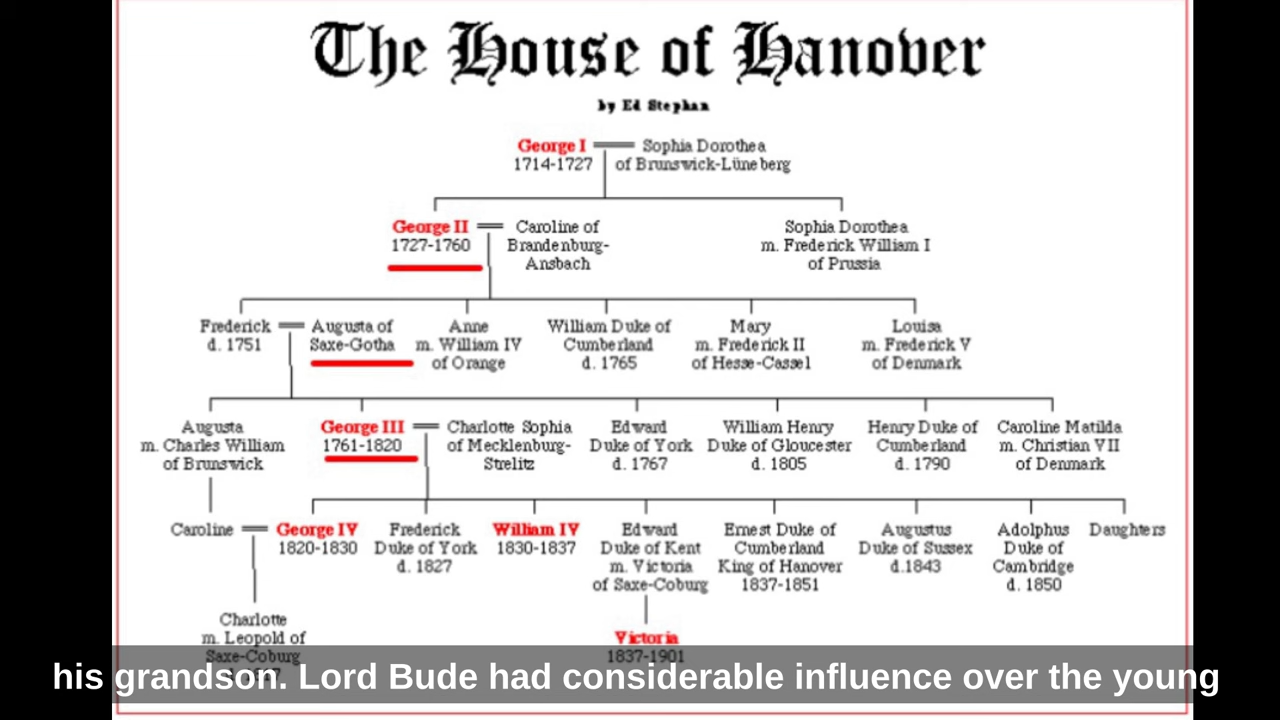 The House of Hanover
by Ed Stephan
George I
1714-1727
Sophia Dorothea
of Brunswick-Lüneberg
George II
1727-1760
Caroline of
Brandenburg-
Ansbach
Sophia Dorothea
m. Frederick William I
of Prussia
Frederick
d. 1751
Augusta of
Saxe-Gotha
Anne
m. William IV
of Orange
William Duke of
Cumberland
d. 1765
Mary
m. Frederick II
of Hesse-Cassel
Louisa
m. Frederick V
of Denmark
Augusta
m. Charles William
of Brunswick
George III
1761-1820
Charlotte Sophia
of Mecklenburg-
Strelitz
Edward
Duke of York
d. 1767
William Henry
Duke of Gloucester
d. 1805
Henry Duke of
Cumberland
d. 1790
Caroline Matilda
m. Christian VII
of Denmark
Caroline
George IV
1820-1830
Frederick
Duke of York
d. 1827
William IV
1830-1837
Edward
Duke of Kent
m. Victoria
of Saxe-Coburg
Ernest Duke of
Cumberland
King of Hanover
1837-1851
Augustus
Duke of Sussex
d.1843
Adolphus
Duke of
Cambridge
d. 1850
Daughters
Charlotte
m. Leopold of
Saxe-Coburg
Victoria
1837-1901
his grandson. Lord Bude had considerable influence over the young